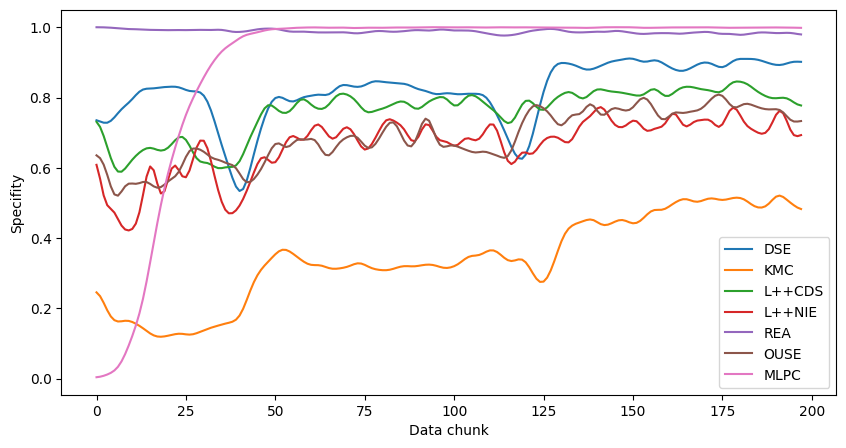 1.0
0.8
0.6
0.4
0.2
0.0
Specifity
0 25 50 75 100 125 150 175 200
Data chunk
DSE
KMC
L++CDS
L++NIE
REA
OUSE
MLPC